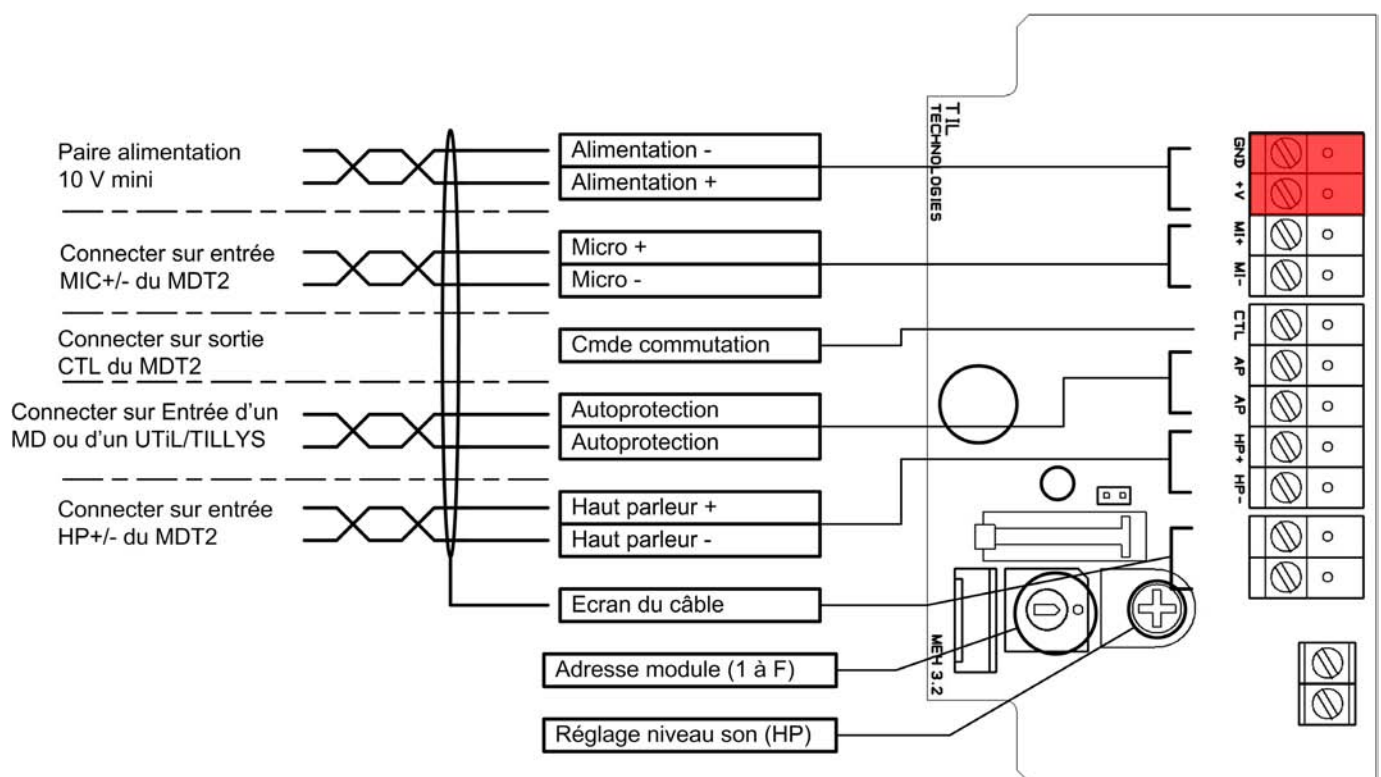 Paire alimentation
10 V mini
Alimentation -
Alimentation +
Connecter sur entrée
MIC+/- du MDT2
Micro +
Micro -
Connecter sur sortie
CTL du MDT2
Cmde commutation
Connecter sur Entrée d'un
MD ou d'un UTiL/TILLYS
Autoprotection
Autoprotection
Connecter sur entrée
HP+/- du MDT2
Haut parleur +
Haut parleur -
Ecran du câble
Adresse module (1 à F)
Réglage niveau son (HP)
TIL
TECHNOLOGIES
MEH 3.2
GND
+V
MI+
MI-
CTL
AP
AP
HP+
HP-